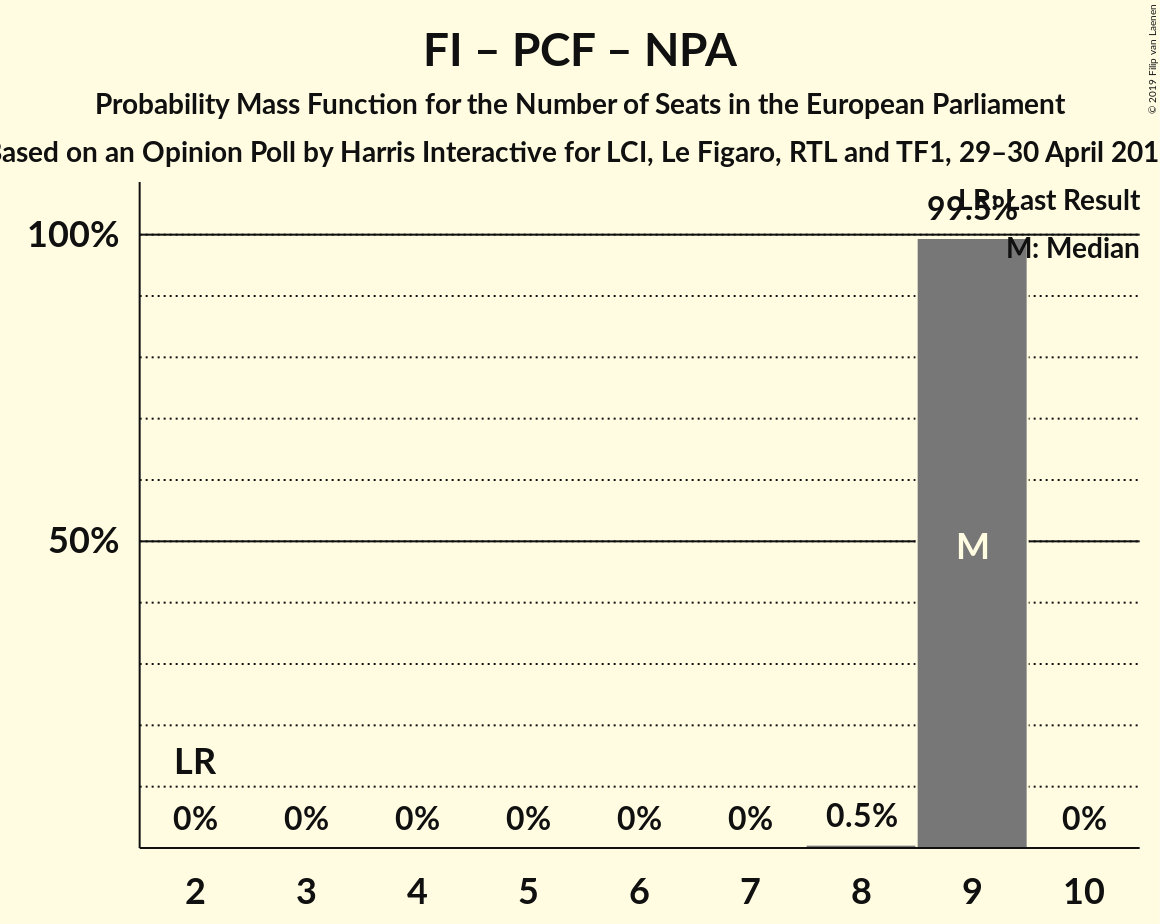 FI – PCF – NPA
Probability Mass Function for the Number of Seats in the European Parliament
Based on an Opinion Poll by Harris Interactive for LCI, Le Figaro, RTL and TF1, 29–30 April 201
© 2019 Filip van Laenen
LR: Last Result
99.5%
M: Median
100%
50%
M
LR
0% 0% 0% 0% 0% 0% 0.5% 0%
2 3 4 5 6 7 8 9 10